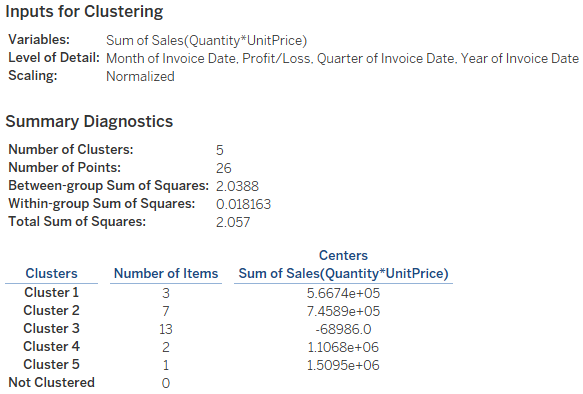 Inputs for Clustering
Variables: Sum of Sales(Quantity*UnitPrice)
Level of Detail: Month of Invoice Date, Profit/Loss, Quarter of Invoice Date, Year of Invoice Date
Scaling: Normalized
Summary Diagnostics
Number of Clusters: 5
Number of Points: 26
Between-group Sum of Squares: 2.0388
Within-group Sum of Squares: 0.018163
Total Sum of Squares: 2.057
Centers
Clusters Number of Items Sum of Sales(Quantity*UnitPrice)
Cluster 1 3 5.6674e+05
Cluster 2 7 7.4589e+05
Cluster 3 13 -68986.0
Cluster 4 2 1.1068e+06
Cluster 5 1 1.5095e+06
Not Clustered 0